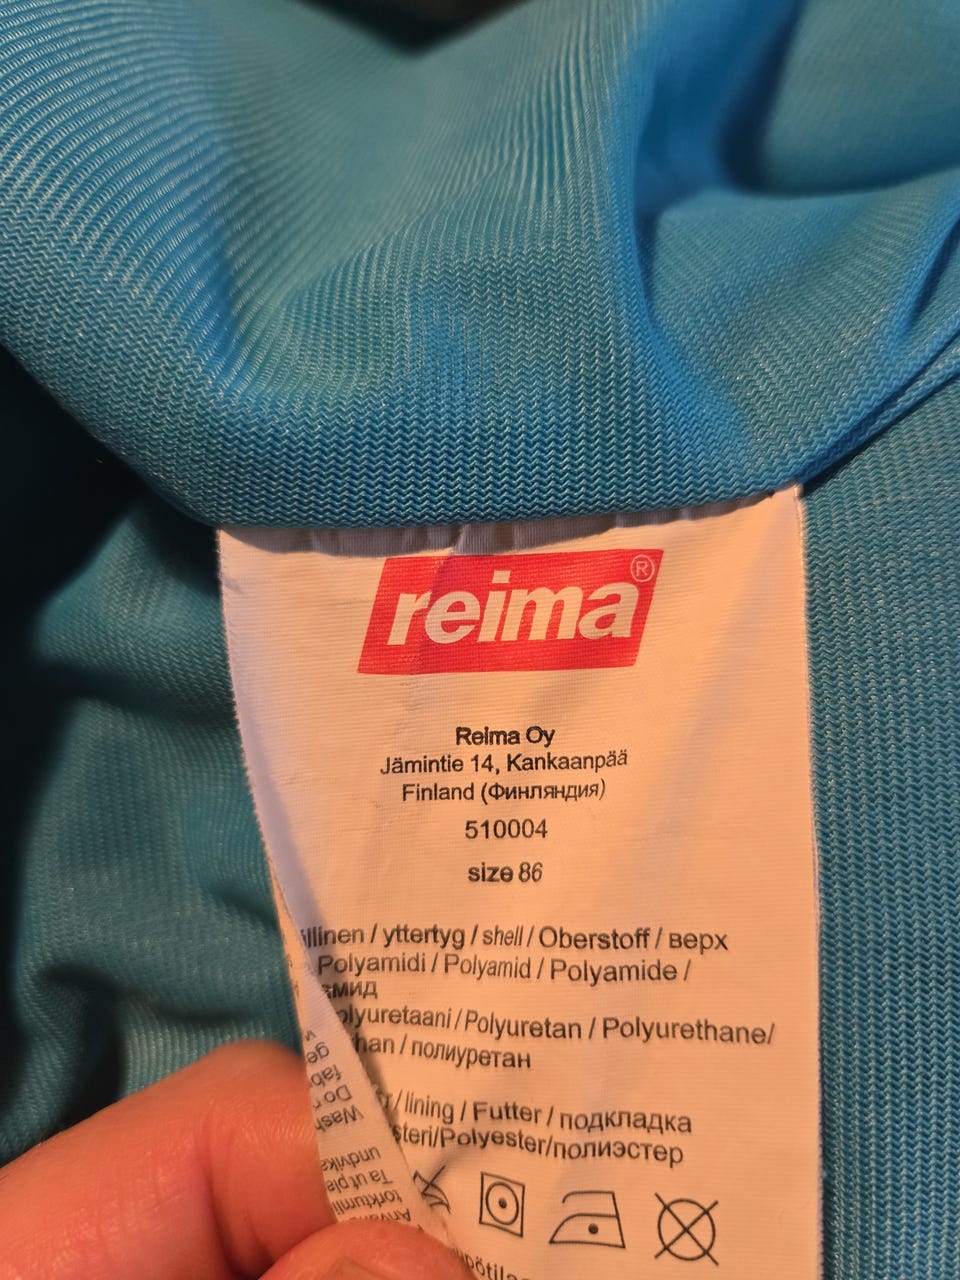 reima®
Reima Oy
Jämintie 14, Kankaanpää
Finland (Финляндия)
510004
size 86
/ yttertyg / shell / Oberstoff / верх
Polyamidi / Polyamid / Polyamide /
/ Polyuretan / Polyurethane/
/ полиуретан
/ lining / Futter / подкладка
/Polyester/полиэстер